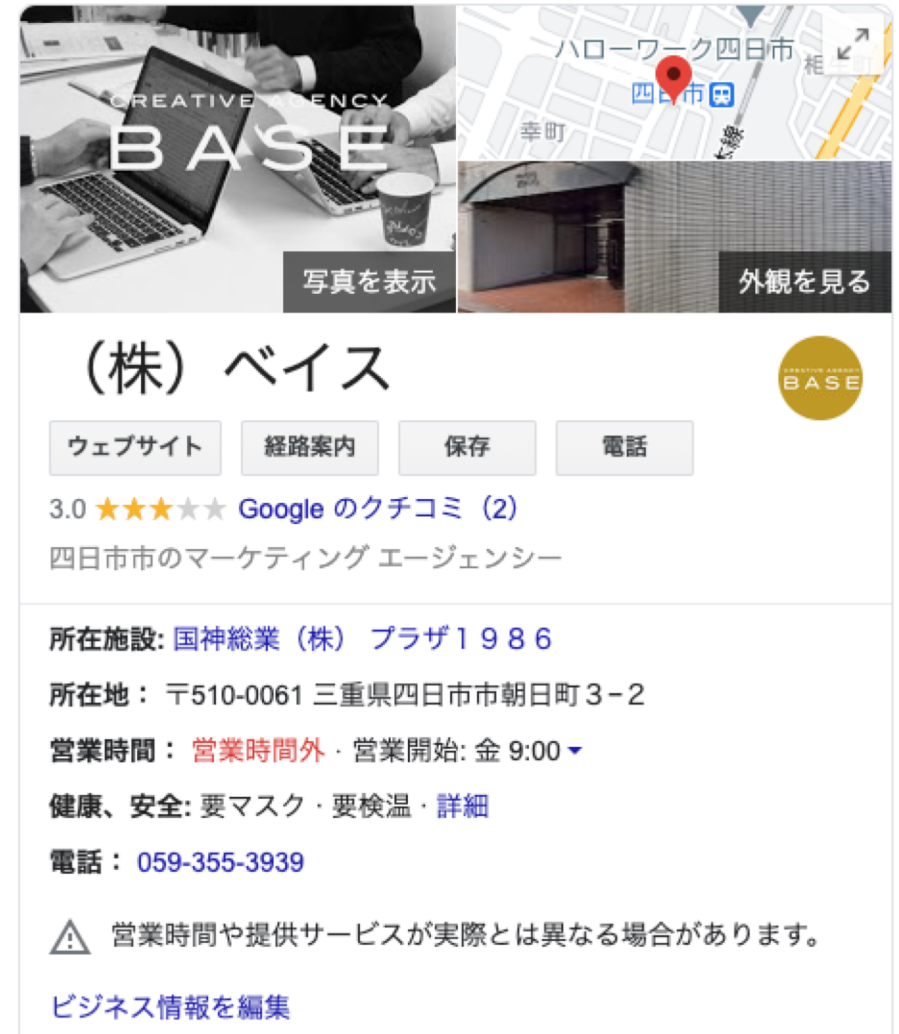 CREATIVE AGENCY
BASE
写真を表示
ハローワーク四日市
四日市
幸町
本線
外観を見る
(株)ベイス
CREATIVE AGENCY
BASE
ウェブサイト 経路案内 保存 電話
3.0 ★★★★★ Google のクチコミ(2)
四日市市のマーケティング エージェンシー
所在施設: 国神総業(株) プラザ1986
所在地: 〒510-0061 三重県四日市市朝日町3−2
営業時間: 営業時間外 · 営業開始: 金 9:00
健康、安全: 要マスク · 要検温 · 詳細
電話: 059-355-3939
営業時間や提供サービスが実際とは異なる場合があります。
ビジネス情報を編集